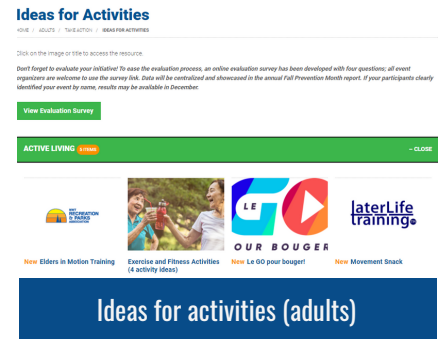 Ideas for Activities
HOME / ADULTS / TAKE ACTION / IDEAS FOR ACTIVITIES
Click on the image or title to access the resource.
Don't forget to evaluate your initiative! To ease the evaluation process, an online evaluation survey has been developed with four questions; all event
organizers are welcome to use the survey link. Data will be centralized and showcased in the annual Fall Prevention Month report. If your participants clearly
identified your event by name, results may be available in December.
View Evaluation Survey
ACTIVE LIVING 5 ITEMS – CLOSE
NWT
RECREATION
& PARKS
ASSOCIATION
LE
GO
OUR BOUGER
laterLife
training
New Elders in Motion Training
Exercise and Fitness Activities
(4 activity ideas)
New Le GO pour bouger!
New Movement Snack
Ideas for activities (adults)